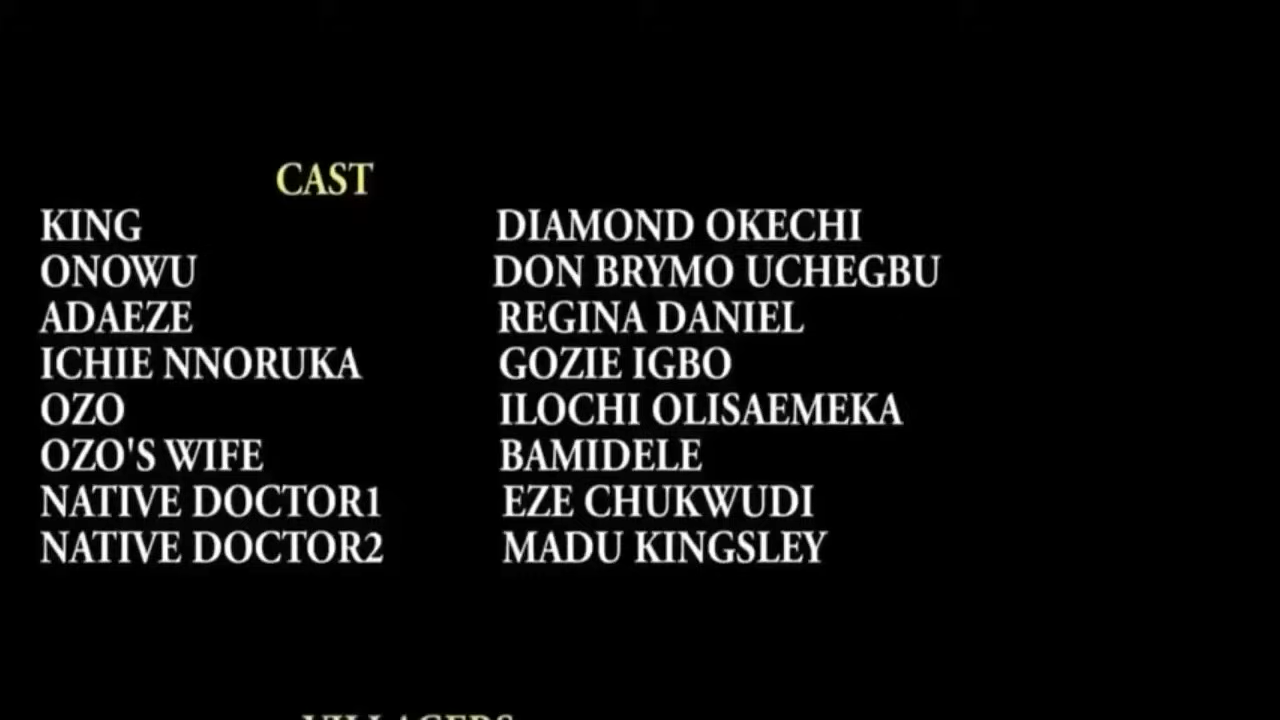 CAST
KING DIAMOND OKECHI
ONOWU DON BRYMO UCHEGBU
ADAEZE REGINA DANIEL
ICHIE NNORUKA GOZIE IGBO
OZO ILOCHI OLISAEMEKA
OZO'S WIFE BAMIDELE
NATIVE DOCTOR1 EZE CHUKWUDI
NATIVE DOCTOR2 MADU KINGSLEY
VILLAGERS